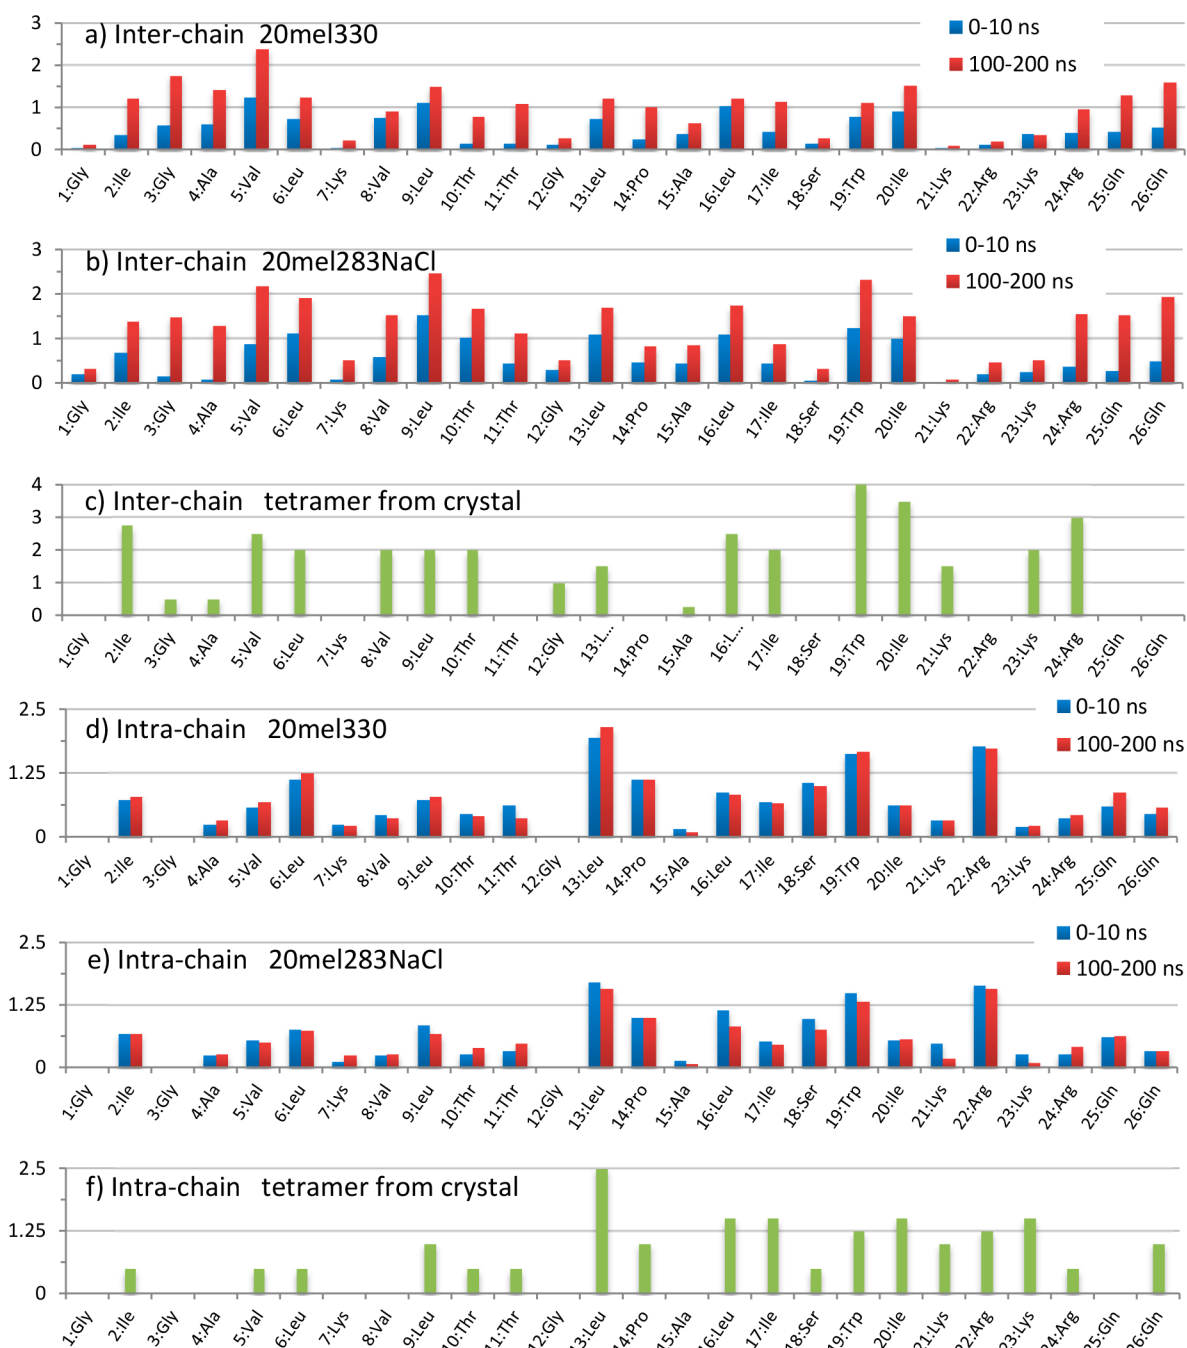 a) Inter-chain 20mel330
0-10 ns
100-200 ns
3
2
1
0
1:Gly 2:Ile 3:Gly 4:Ala 5:Val 6:Leu 7:Lys 8:Val 9:Leu 10:Thr 11:Thr 12:Gly 13:Leu 14:Pro 15:Ala 16:Leu 17:Ile 18:Ser 19:Trp 20:Ile 21:Lys 22:Arg 23:Lys 24:Arg 25:Gln 26:Gln
b) Inter-chain 20mel283NaCl
0-10 ns
100-200 ns
3
2
1
0
1:Gly 2:Ile 3:Gly 4:Ala 5:Val 6:Leu 7:Lys 8:Val 9:Leu 10:Thr 11:Thr 12:Gly 13:Leu 14:Pro 15:Ala 16:Leu 17:Ile 18:Ser 19:Trp 20:Ile 21:Lys 22:Arg 23:Lys 24:Arg 25:Gln 26:Gln
c) Inter-chain tetramer from crystal
4
3
2
1
0
1:Gly 2:Ile 3:Gly 4:Ala 5:Val 6:Leu 7:Lys 8:Val 9:Leu 10:Thr 11:Thr 12:Gly 13:L... 14:Pro 15:Ala 16:L... 17:Ile 18:Ser 19:Trp 20:Ile 21:Lys 22:Arg 23:Lys 24:Arg 25:Gln 26:Gln
d) Intra-chain 20mel330
0-10 ns
100-200 ns
2.5
1.25
0
1:Gly 2:Ile 3:Gly 4:Ala 5:Val 6:Leu 7:Lys 8:Val 9:Leu 10:Thr 11:Thr 12:Gly 13:Leu 14:Pro 15:Ala 16:Leu 17:Ile 18:Ser 19:Trp 20:Ile 21:Lys 22:Arg 23:Lys 24:Arg 25:Gln 26:Gln
e) Intra-chain 20mel283NaCl
0-10 ns
100-200 ns
2.5
1.25
0
1:Gly 2:Ile 3:Gly 4:Ala 5:Val 6:Leu 7:Lys 8:Val 9:Leu 10:Thr 11:Thr 12:Gly 13:Leu 14:Pro 15:Ala 16:Leu 17:Ile 18:Ser 19:Trp 20:Ile 21:Lys 22:Arg 23:Lys 24:Arg 25:Gln 26:Gln
f) Intra-chain tetramer from crystal
2.5
1.25
0
1:Gly 2:Ile 3:Gly 4:Ala 5:Val 6:Leu 7:Lys 8:Val 9:Leu 10:Thr 11:Thr 12:Gly 13:Leu 14:Pro 15:Ala 16:Leu 17:Ile 18:Ser 19:Trp 20:Ile 21:Lys 22:Arg 23:Lys 24:Arg 25:Gln 26:Gln